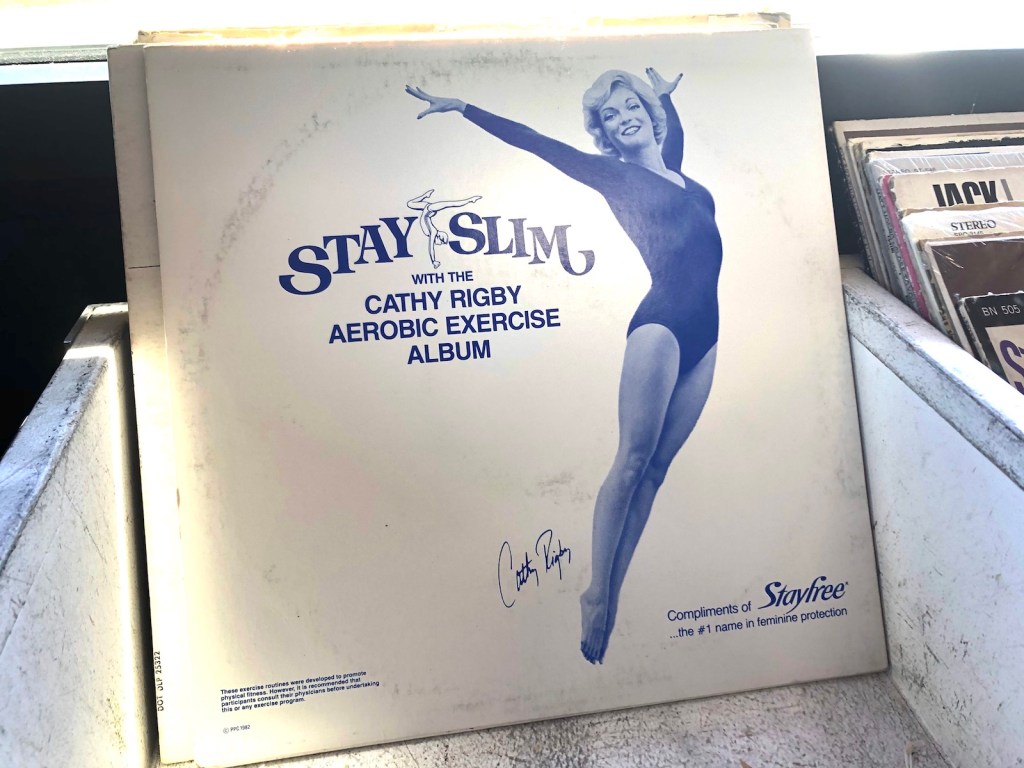 STAY SLIM
WITH THE
CATHY RIGBY
AEROBIC EXERCISE
ALBUM
Cathy Rigby
Compliments of Stayfree®
...the #1 name in feminine protection
These exercise routines were developed to promote
physical fitness. However, it is recommended that
participants consult their physicians before undertaking
this or any exercise program.
© PPC 1982
DOT DLP 25322
JACK
STEREO
BN 505